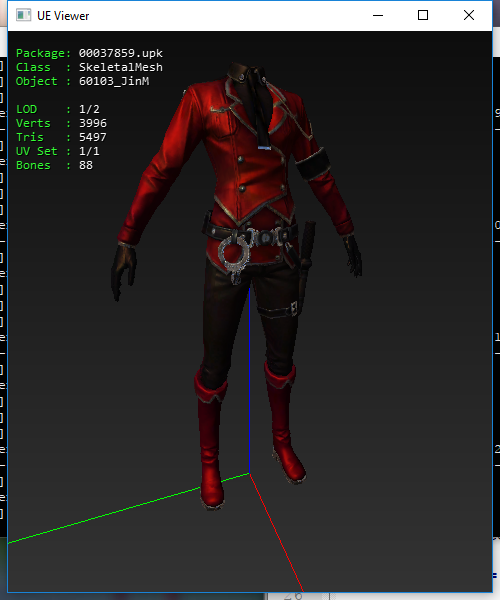 UE Viewer
Package: 00037859.upk
Class : SkeletalMesh
Object : 60103_JinM
LOD : 1/2
Verts : 3996
Tris : 5497
UV Set : 1/1
Bones : 88